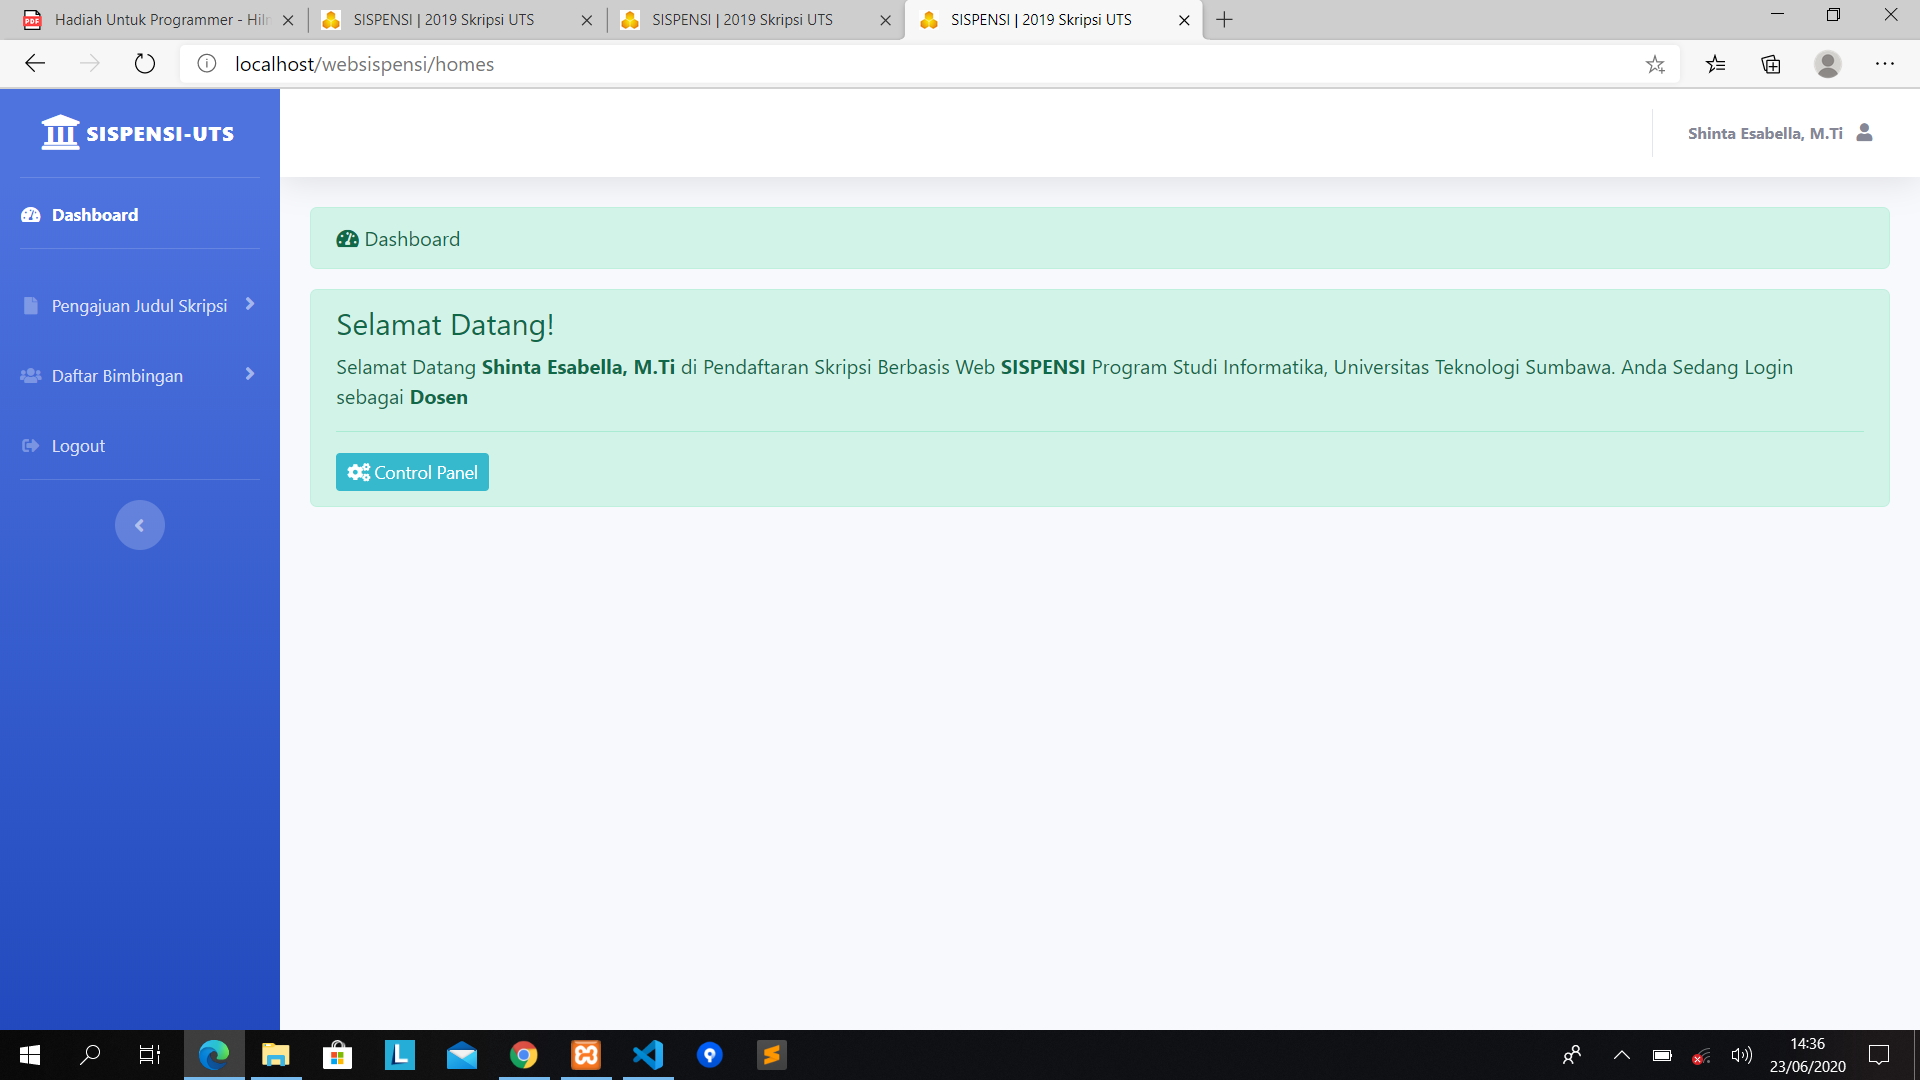 Hadiah Untuk Programmer - Hilm
SISPENSI | 2019 Skripsi UTS
SISPENSI | 2019 Skripsi UTS
SISPENSI | 2019 Skripsi UTS
localhost/websispensi/homes
SISPENSI-UTS
Shinta Esabella, M.Ti
Dashboard
Pengajuan Judul Skripsi
Daftar Bimbingan
Logout
Dashboard
Selamat Datang!
Selamat Datang Shinta Esabella, M.Ti di Pendaftaran Skripsi Berbasis Web SISPENSI Program Studi Informatika, Universitas Teknologi Sumbawa. Anda Sedang Login
sebagai Dosen
Control Panel
14:36
23/06/2020